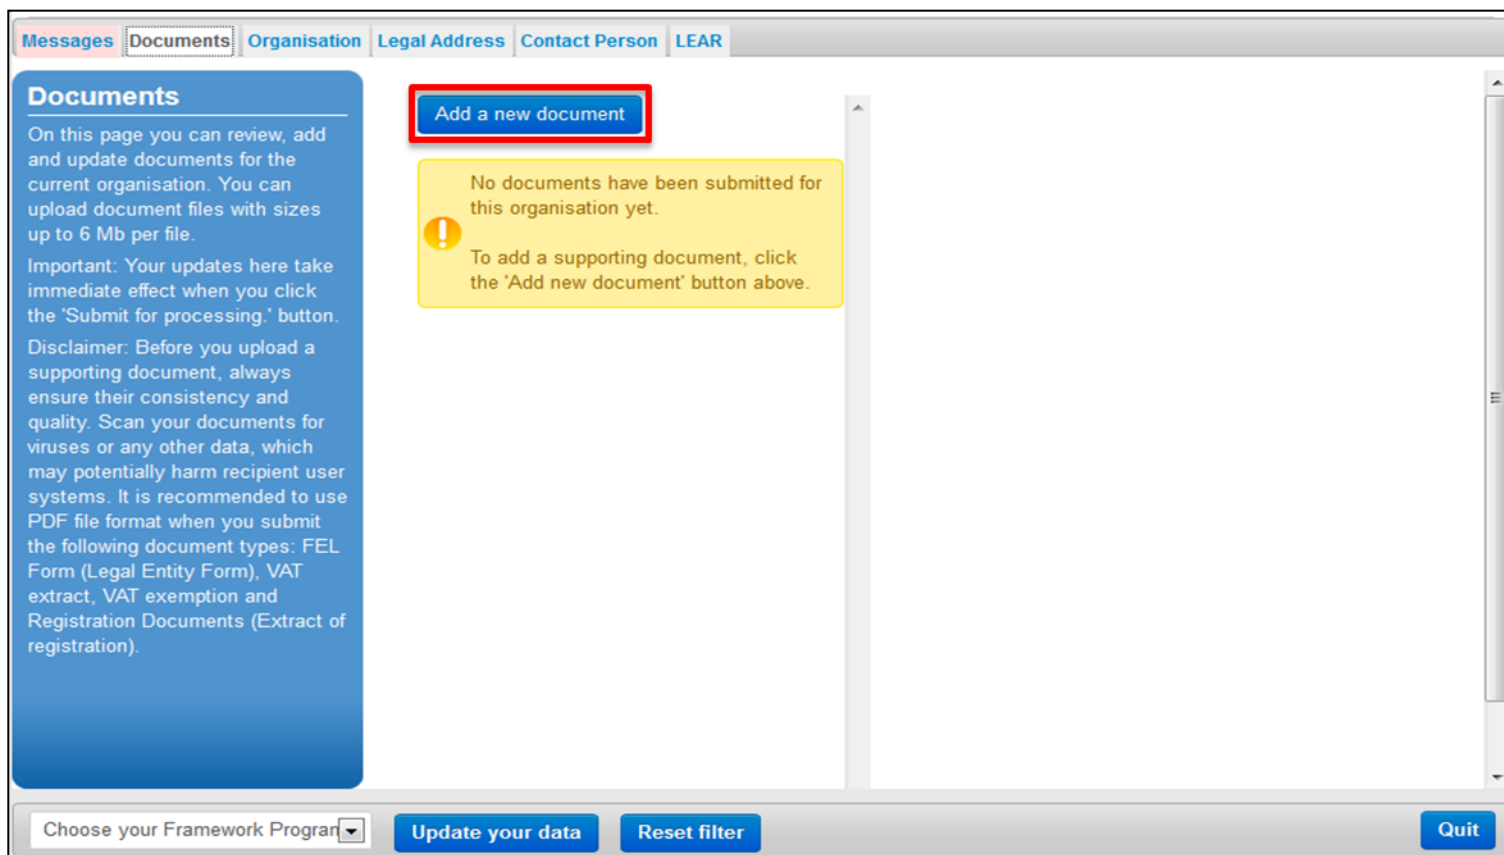 Messages Documents Organisation Legal Address Contact Person LEAR
Documents
On this page you can review, add
and update documents for the
current organisation. You can
upload document files with sizes
up to 6 Mb per file.
Important: Your updates here take
immediate effect when you click
the 'Submit for processing.' button.
Disclaimer: Before you upload a
supporting document, always
ensure their consistency and
quality. Scan your documents for
viruses or any other data, which
may potentially harm recipient user
systems. It is recommended to use
PDF file format when you submit
the following document types: FEL
Form (Legal Entity Form), VAT
extract, VAT exemption and
Registration Documents (Extract of
registration).
Add a new document
No documents have been submitted for
this organisation yet.
To add a supporting document, click
the 'Add new document' button above.
Choose your Framework Program
Update your data
Reset filter
Quit